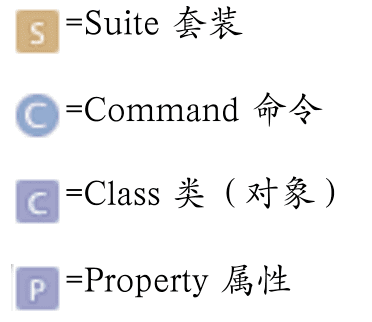 S =Suite 套装
C =Command 命令
C =Class 类（对象）
P =Property 属性